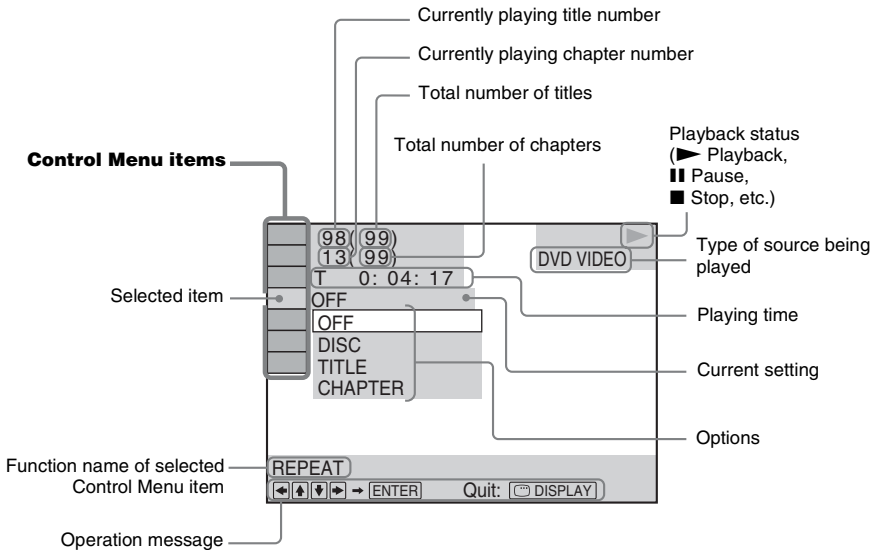 Currently playing title number
Currently playing chapter number
Total number of titles
Total number of chapters
Playback status
(► Playback,
❚❚ Pause,
■ Stop, etc.)
Control Menu items
98( 99)
13( 99)
DVD VIDEO
Type of source being
played
T 0: 04: 17
Selected item
OFF
Playing time
OFF
DISC
TITLE
CHAPTER
Current setting
Options
Function name of selected
Control Menu item
REPEAT
← ↑ ↓ → → ENTER Quit: DISPLAY
Operation message